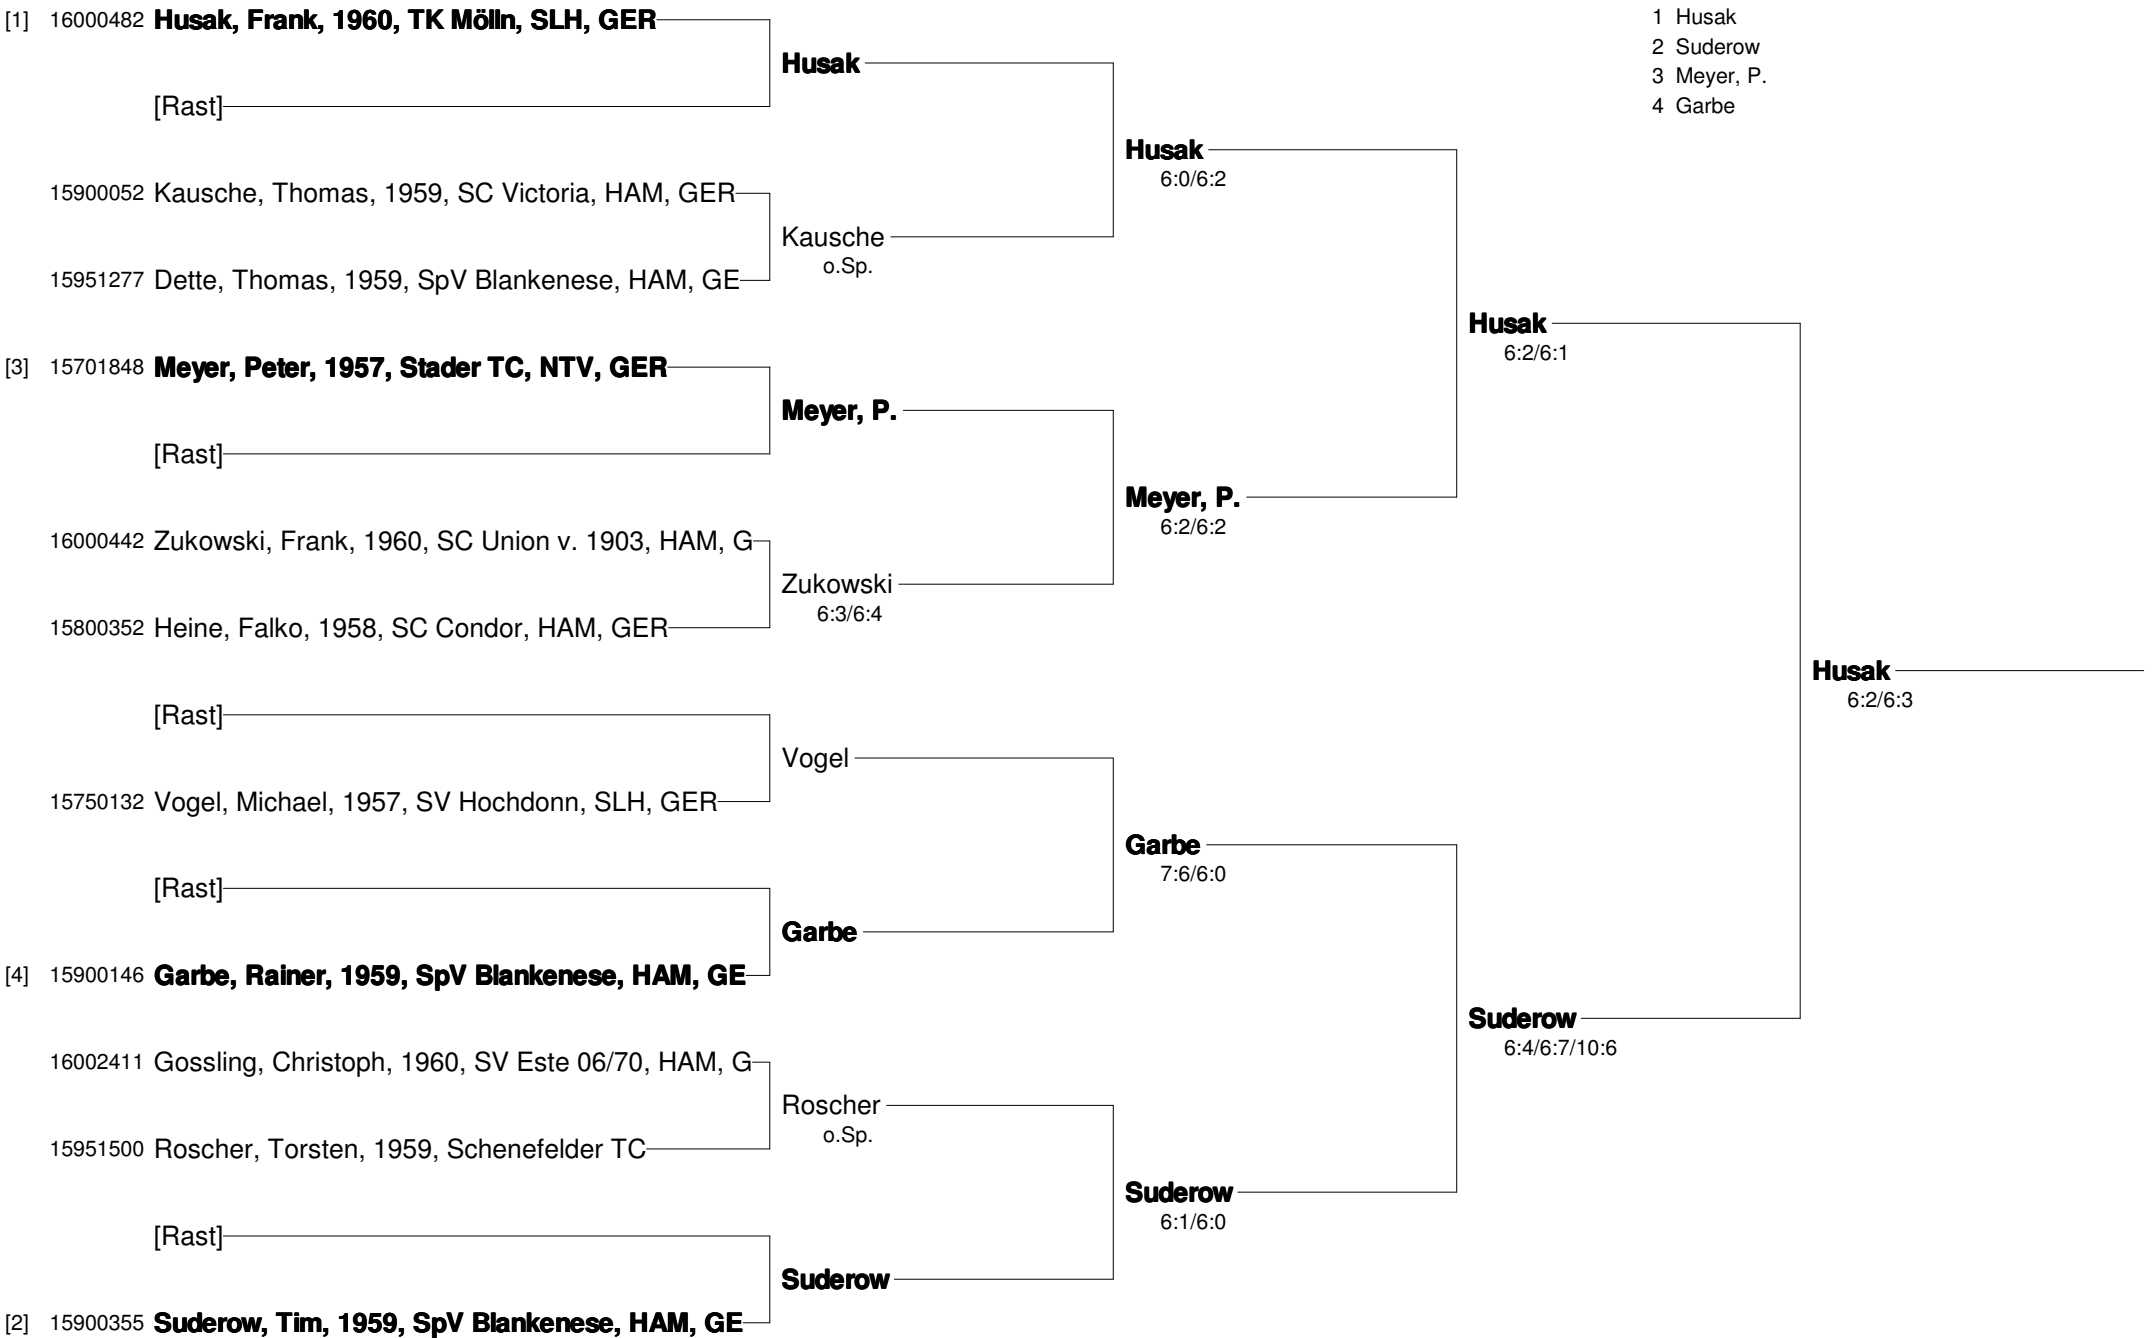 [1] 16000482 Husak, Frank, 1960, TK Mölln, SLH, GER
1 Husak
2 Suderow
3 Meyer, P.
4 Garbe
Husak
[Rast]
Husak
6:0/6:2
15900052 Kausche, Thomas, 1959, SC Victoria, HAM, GER
Kausche
o.Sp.
15951277 Dette, Thomas, 1959, SpV Blankenese, HAM, GE
Husak
6:2/6:1
[3] 15701848 Meyer, Peter, 1957, Stader TC, NTV, GER
Meyer, P.
[Rast]
Meyer, P.
6:2/6:2
16000442 Zukowski, Frank, 1960, SC Union v. 1903, HAM, G
Zukowski
6:3/6:4
15800352 Heine, Falko, 1958, SC Condor, HAM, GER
Husak
6:2/6:3
[Rast]
Vogel
15750132 Vogel, Michael, 1957, SV Hochdonn, SLH, GER
Garbe
7:6/6:0
[Rast]
Garbe
[4] 15900146 Garbe, Rainer, 1959, SpV Blankenese, HAM, GE
Suderow
6:4/6:7/10:6
16002411 Gossling, Christoph, 1960, SV Este 06/70, HAM, G
Roscher
o.Sp.
15951500 Roscher, Torsten, 1959, Schenefelder TC
Suderow
6:1/6:0
[Rast]
Suderow
[2] 15900355 Suderow, Tim, 1959, SpV Blankenese, HAM, GE